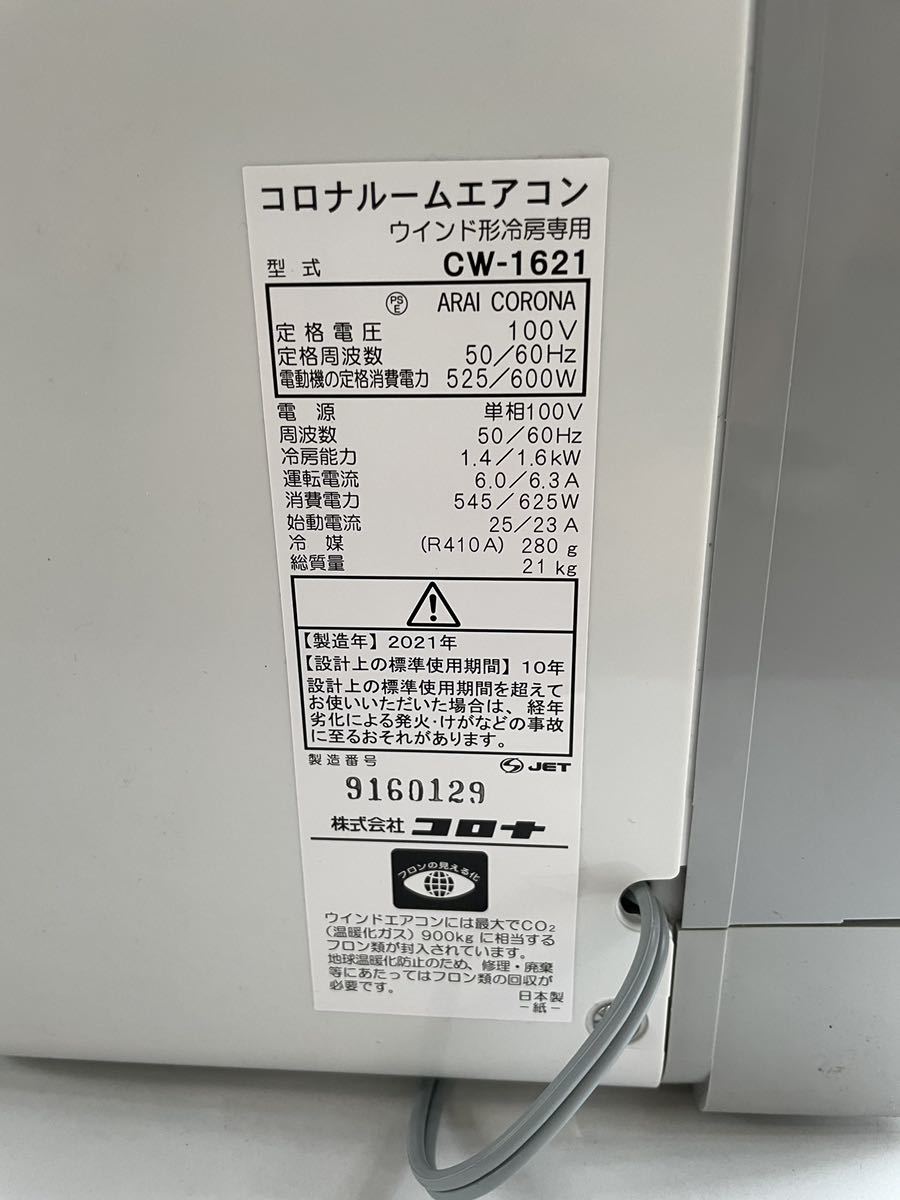 コロナルームエアコン
ウインド形冷房専用
型式 CW-1621
PSE ARAI CORONA
定格電圧 100V
定格周波数 50/60Hz
電動機の定格消費電力 525/600W
電源 単相100V
周波数 50/60Hz
冷房能力 1.4/1.6kW
運転電流 6.0/6.3A
消費電力 545/625W
始動電流 25/23A
冷媒 (R410A) 280g
総質量 21kg
【製造年】2021年
【設計上の標準使用期間】10年
設計上の標準使用期間を超えて
お使いいただいた場合は、経年
劣化による発火・けがなどの事故
に至るおそれがあります。
製造番号 JET
9160129
株式会社 コロナ
フロンの見える化
ウインドエアコンには最大でCO₂
(温暖化ガス)900kgに相当する
フロン類が封入されています。
地球温暖化防止のため、修理・廃棄
等にあたってはフロン類の回収が
必要です。
日本製
-紙-